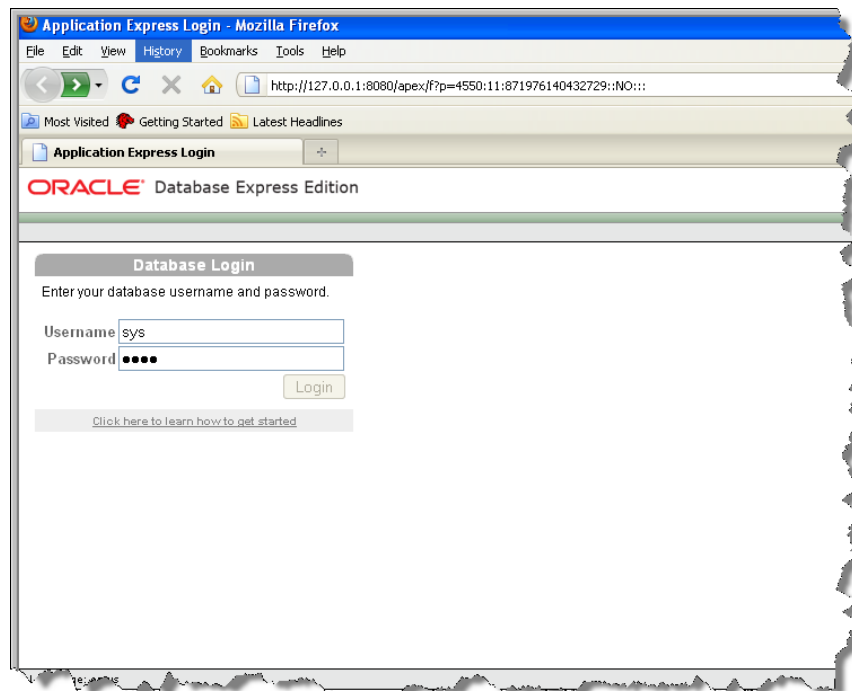 Application Express Login - Mozilla Firefox
File Edit View History Bookmarks Tools Help
http://127.0.0.1:8080/apex/f?p=4550:11:871976140432729::NO:::
Most Visited Getting Started Latest Headlines
Application Express Login
ORACLE Database Express Edition
Database Login
Enter your database username and password.
Username sys
Password ●●●●
Login
Click here to learn how to get started